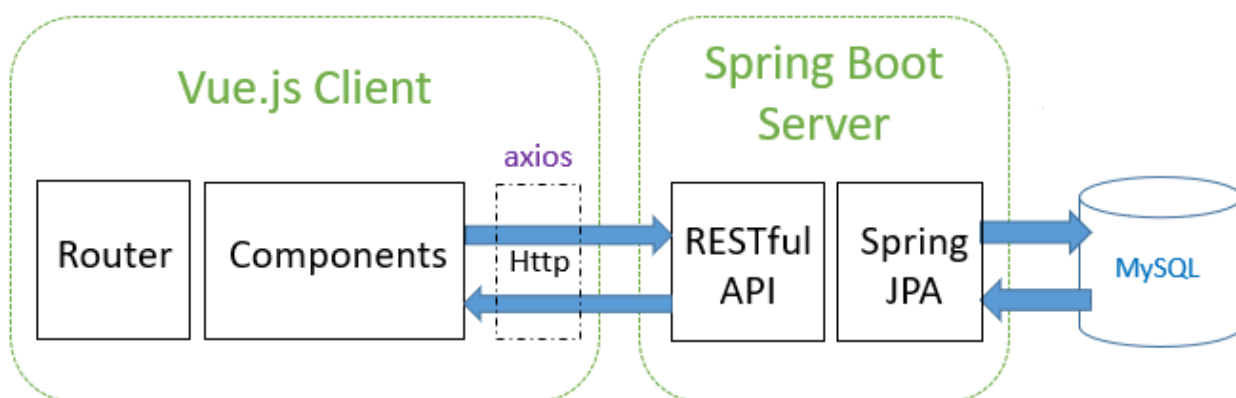 Vue.js Client
Spring Boot
Server
axios
Router
Components
Http
RESTful
API
Spring
JPA
MySQL